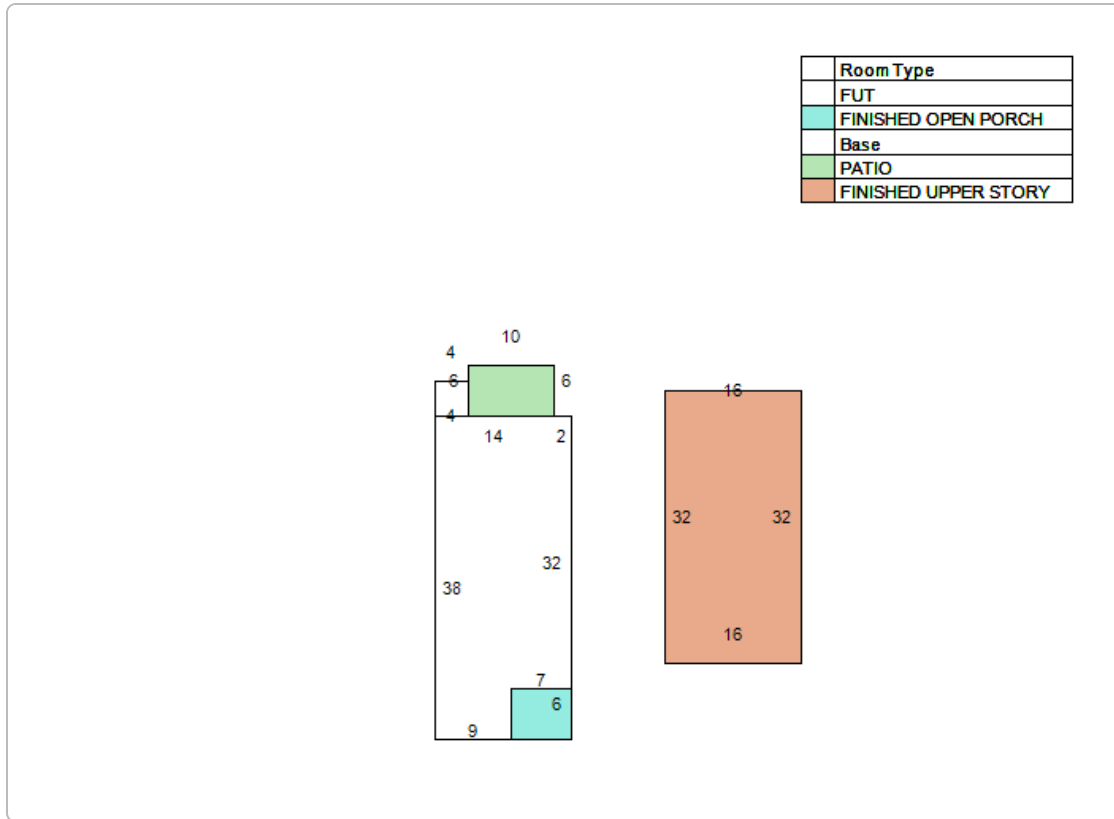 Room Type
FUT
FINISHED OPEN PORCH
Base
PATIO
FINISHED UPPER STORY
10
4
6 6
4
14 2
32
38
7
6
9
16
32 32
16